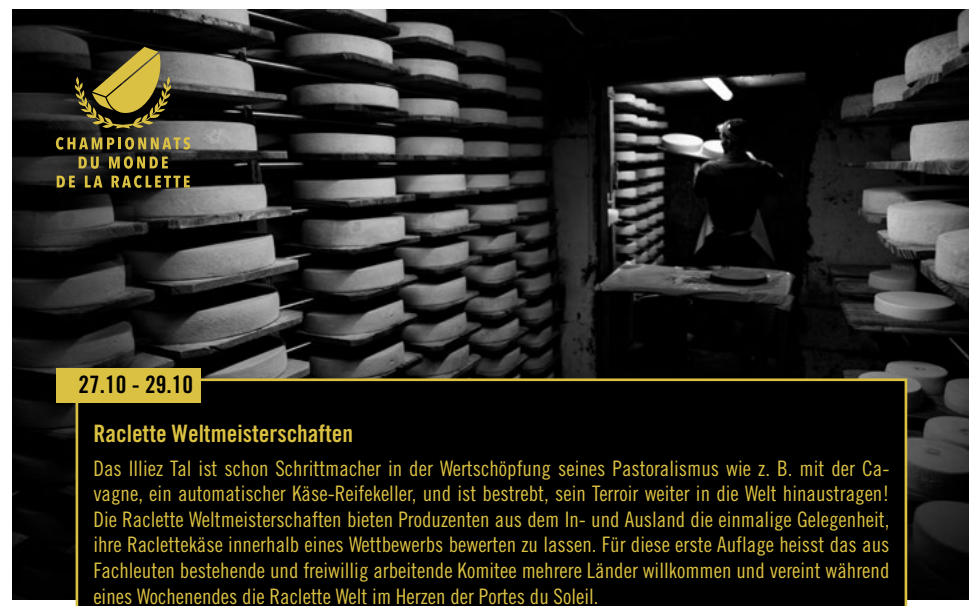 CHAMPIONNATS
DU MONDE
DE LA RACLETTE
27.10 - 29.10
Raclette Weltmeisterschaften
Das Illiez Tal ist schon Schrittmacher in der Wertschöpfung seines Pastoralismus wie z. B. mit der Ca-
vagne, ein automatischer Käse-Reifekeller, und ist bestrebt, sein Terroir weiter in die Welt hinaustragen!
Die Raclette Weltmeisterschaften bieten Produzenten aus dem In- und Ausland die einmalige Gelegenheit,
ihre Raclettekäse innerhalb eines Wettbewerbs bewerten zu lassen. Für diese erste Auflage heisst das aus
Fachleuten bestehende und freiwillig arbeitende Komitee mehrere Länder willkommen und vereint während
eines Wochenendes die Raclette Welt im Herzen der Portes du Soleil.